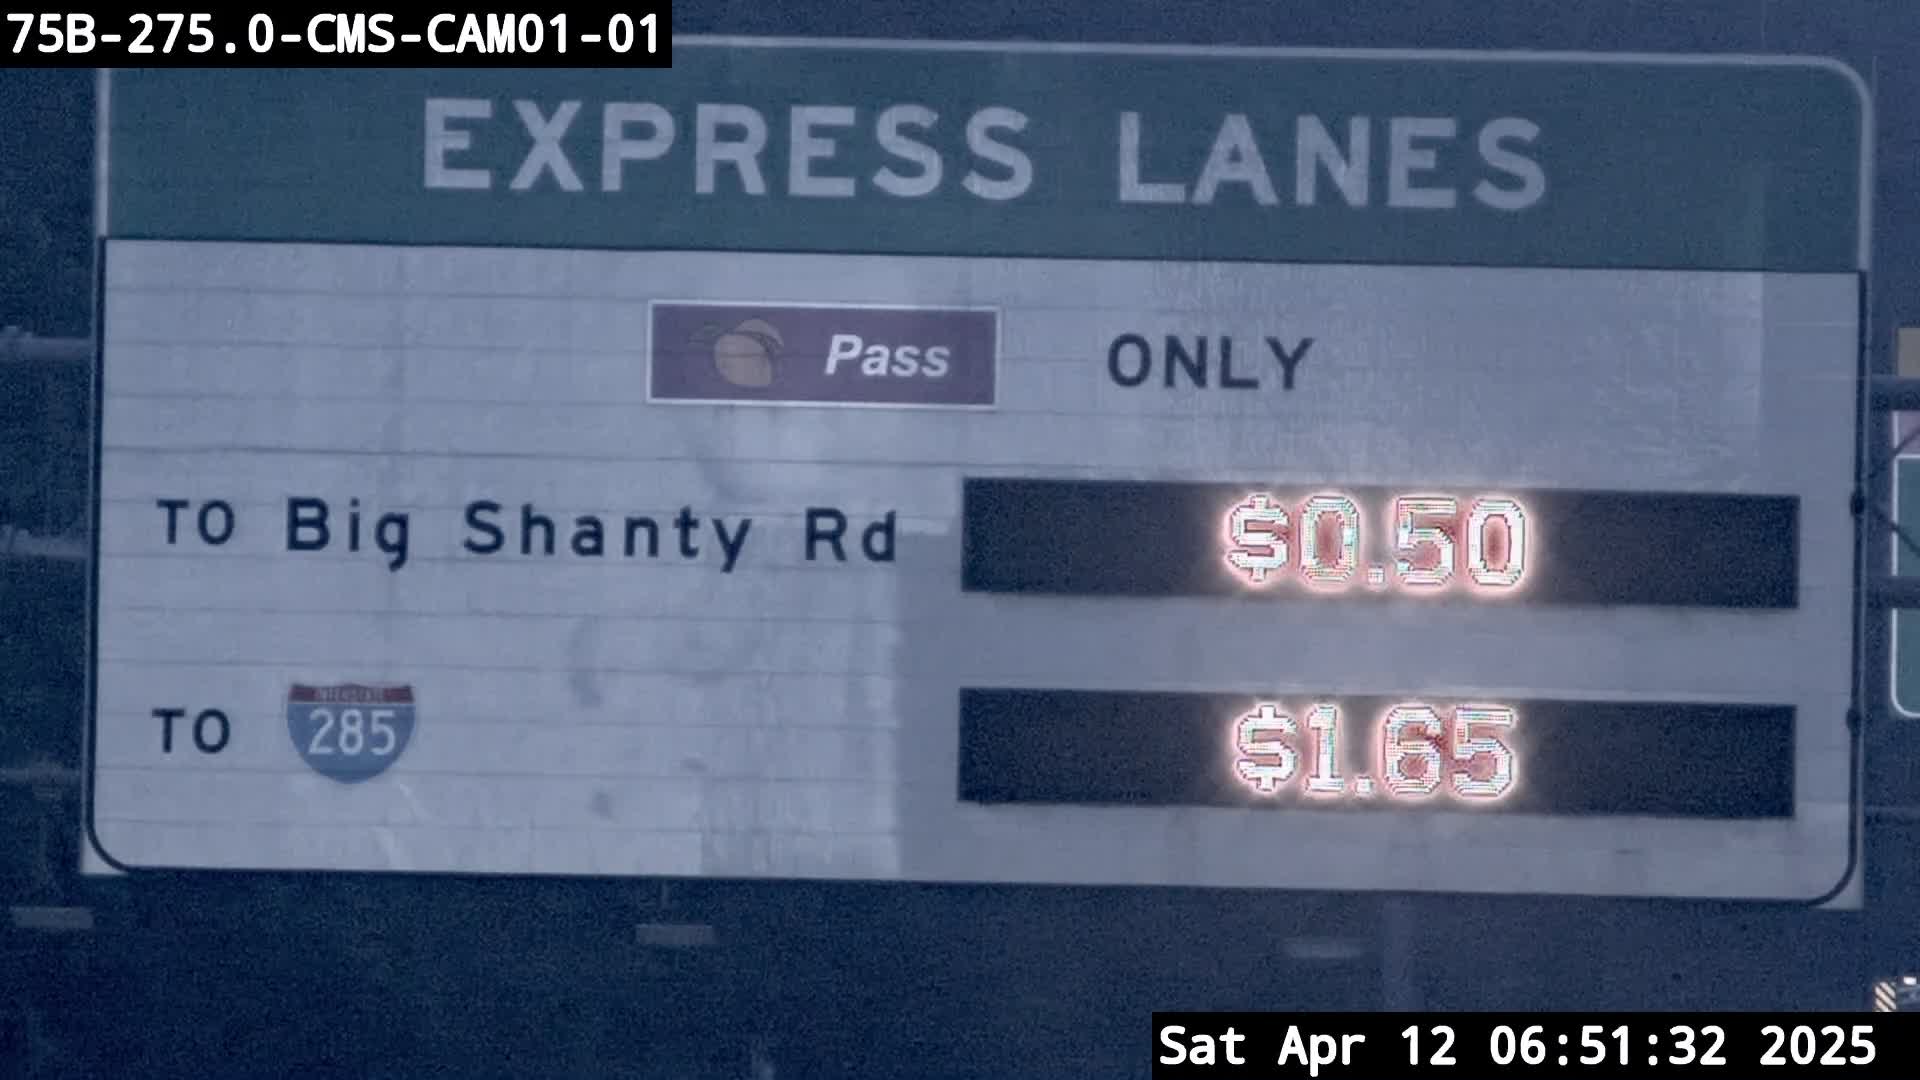 75B-275.0-CMS-CAM01-01
EXPRESS LANES
Pass ONLY
TO Big Shanty Rd $0.50
INTERSTATE
TO 285 $1.65
Sat Apr 12 06:51:32 2025